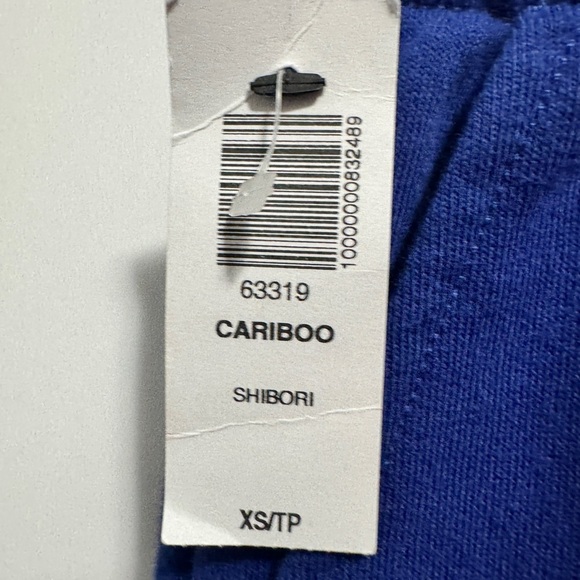 1000000832489
63319
CARIBOO
SHIBORI
XS/TP